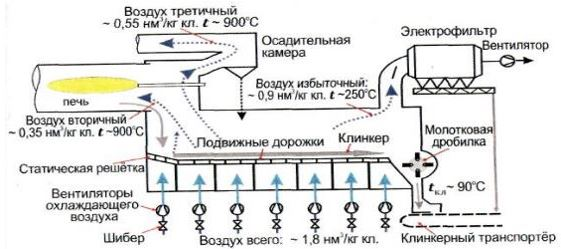 Воздух третичный
~ 0,55 нм³/кг кл. t ~ 900°C
Осадительная
камера
Электрофильтр
Вентилятор
Воздух избыточный:
~ 0,9 нм³/кг кл. t ~250°C
печь
Воздух вторичный
~ 0,35 нм³/кг кл. t ~900°C
Подвижные дорожки
Клинкер
Молотковая
дробилка
Статическая решётка
tкл~ 90°C
Вентиляторы
охлаждающего
воздуха
Шибер
Воздух всего: ~ 1,8 нм³/кг кл.
Клинкерный транспортёр